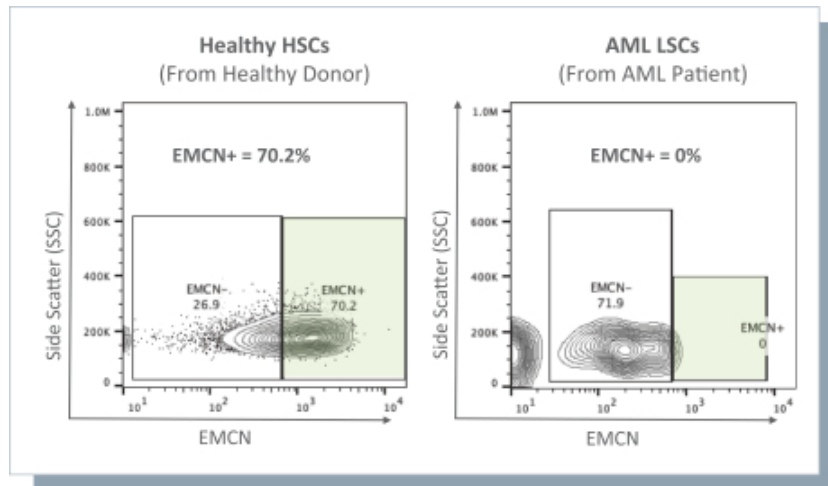 Healthy HSCs
(From Healthy Donor)
AML LSCs
(From AML Patient)
Side Scatter (SSC)
1.0M
800K
600K
400K
200K
0
EMCN+ = 70.2%
EMCN-
26.9
EMCN+
70.2
10¹
10²
10³
10⁴
EMCN
Side Scatter (SSC)
1.0M
800K
600K
400K
200K
0
EMCN+ = 0%
EMCN-
71.9
EMCN+
0
10¹
10²
10³
10⁴
EMCN